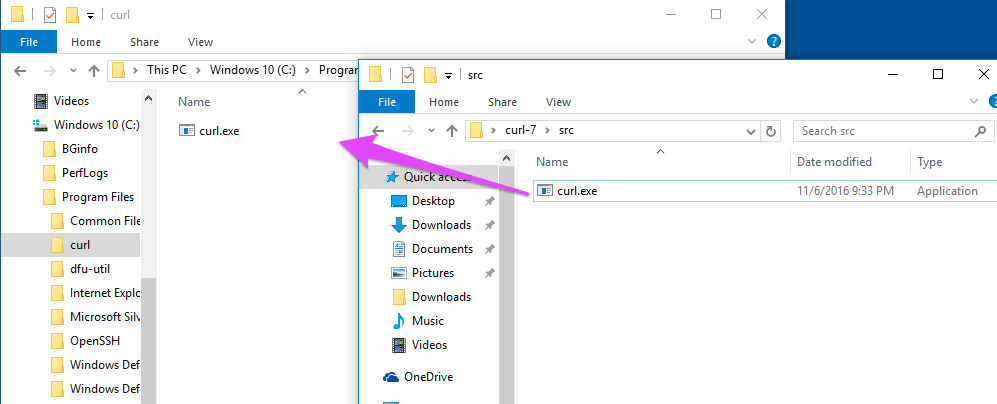 curl
File Home Share View
This PC Windows 10 (C:) Program
Videos
Windows 10 (C:)
BGinfo
PerfLogs
Program Files
Common File
curl
dfu-util
Internet Explo
Microsoft Silv
OpenSSH
Windows Def
Windows Def
Name
curl.exe
src
File Home Share View
curl-7 src
Search src
Quick access
Desktop
Downloads
Documents
Pictures
Downloads
Music
Videos
OneDrive
Name Date modified Type
curl.exe 11/6/2016 9:33 PM Application